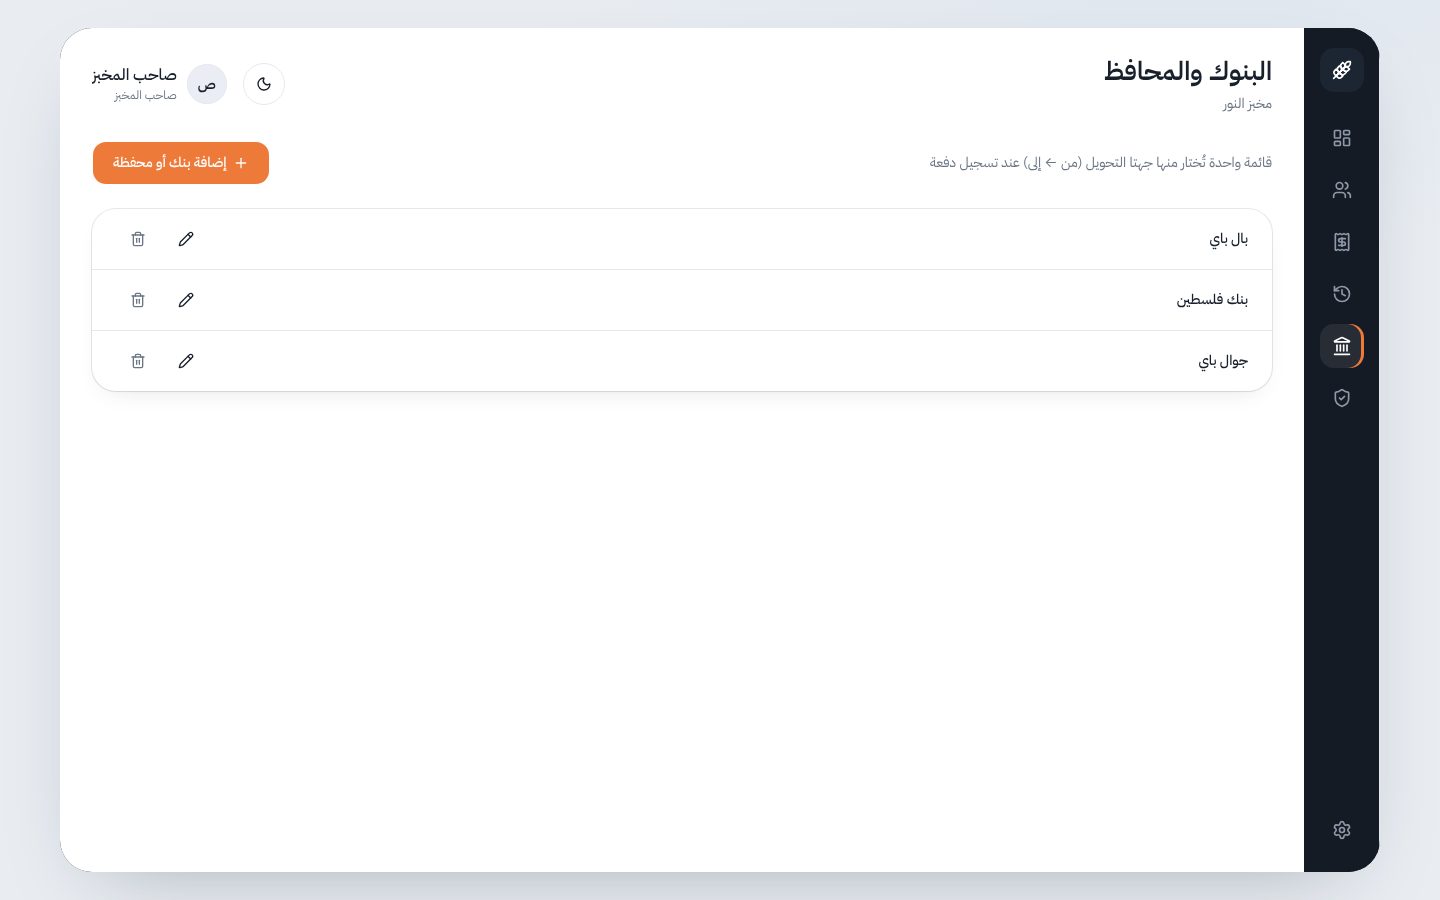 البنوك والمحافظ
مخبز النور
صاحب المخبز
صاحب المخبز
ص
قائمة واحدة تُختار منها جهتا التحويل (من ← إلى) عند تسجيل دفعة
+ إضافة بنك أو محفظة
بال باي
بنك فلسطين
جوال باي